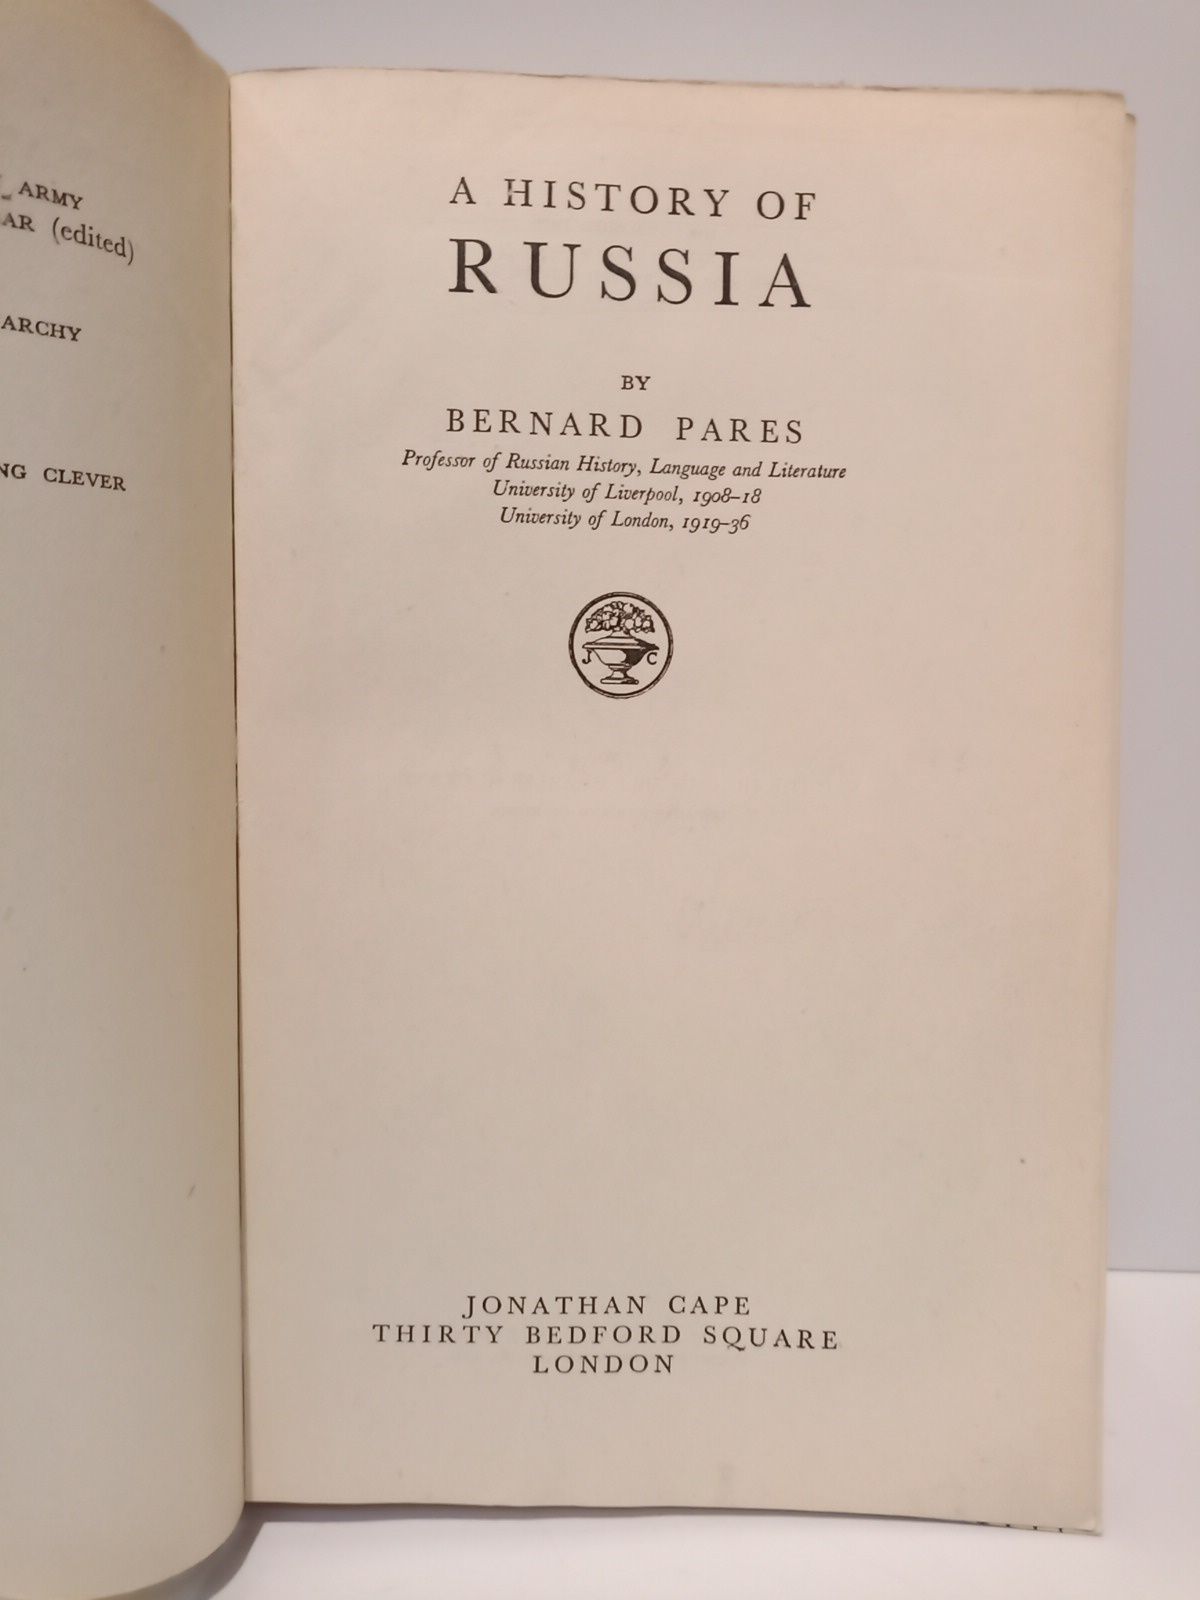 ARMY
AR (edited)
ARCHY
NG CLEVER
A HISTORY OF
RUSSIA
BY
BERNARD PARES
Professor of Russian History, Language and Literature
University of Liverpool, 1908–18
University of London, 1919–36
J C
JONATHAN CAPE
THIRTY BEDFORD SQUARE
LONDON